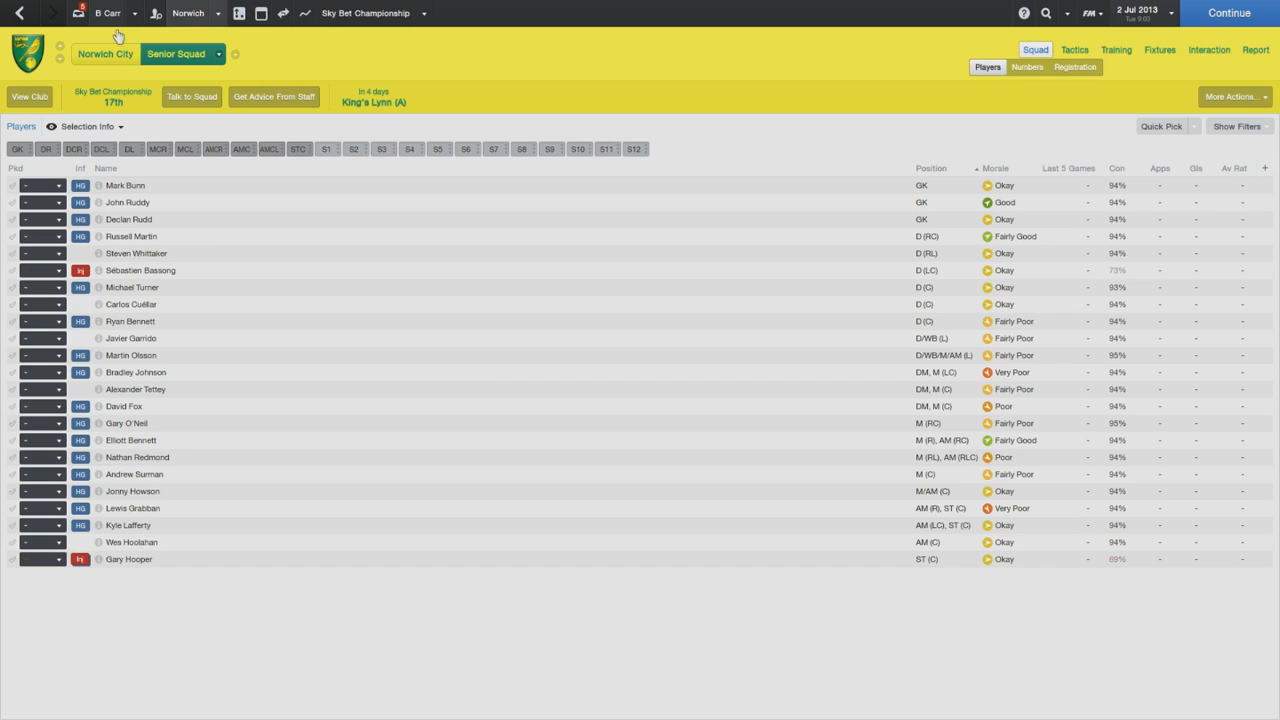 5 B Carr Norwich Sky Bet Championship FM 2 Jul 2013 Tue 9:00 Continue
Norwich City Senior Squad Squad Tactics Training Fixtures Interaction Report
Players Numbers Registration
View Club Sky Bet Championship 17th Talk to Squad Get Advice From Staff In 4 days King's Lynn (A) More Actions...
Players Selection Info Quick Pick Show Filters
GK DR DCR DCL DL MCR MCL AMCR AMC AMCL STC S1 S2 S3 S4 S5 S6 S7 S8 S9 S10 S11 S12
Pkd Inf Name Position Morale Last 5 Games Con Apps Gls Av Rat +
- HG Mark Bunn GK Okay - 94% - - -
- HG John Ruddy GK Good - 94% - - -
- HG Declan Rudd GK Okay - 94% - - -
- HG Russell Martin D (RC) Fairly Good - 94% - - -
- Steven Whittaker D (RL) Okay - 94% - - -
Inj Sébastien Bassong D (LC) Okay - 73% - - -
- HG Michael Turner D (C) Okay - 93% - - -
- Carlos Cuéllar D (C) Okay - 94% - - -
- HG Ryan Bennett D (C) Fairly Poor - 94% - - -
- Javier Garrido D/WB (L) Fairly Poor - 94% - - -
- HG Martin Olsson D/WB/M/AM (L) Fairly Poor - 95% - - -
- HG Bradley Johnson DM, M (LC) Very Poor - 94% - - -
- Alexander Tettey DM, M (C) Fairly Poor - 94% - - -
- HG David Fox DM, M (C) Poor - 94% - - -
- HG Gary O'Neil M (RC) Fairly Poor - 95% - - -
- HG Elliott Bennett M (R), AM (RC) Fairly Good - 94% - - -
- HG Nathan Redmond M (RL), AM (RLC) Poor - 94% - - -
- HG Andrew Surman M (C) Fairly Poor - 94% - - -
- HG Jonny Howson M/AM (C) Okay - 94% - - -
- HG Lewis Grabban AM (R), ST (C) Very Poor - 94% - - -
- HG Kyle Lafferty AM (LC), ST (C) Okay - 94% - - -
- Wes Hoolahan AM (C) Okay - 94% - - -
Inj Gary Hooper ST (C) Okay - 69% - - -